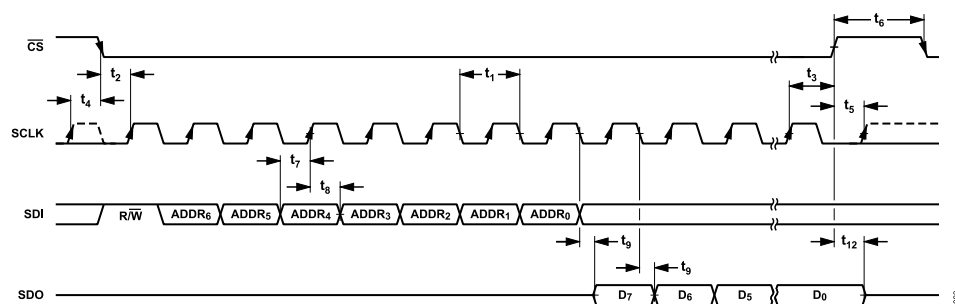 t6
CS
t2
t1
t3
t4
t5
SCLK
t7
t8
SDI
R/W
ADDR6
ADDR5
ADDR4
ADDR3
ADDR2
ADDR1
ADDR0
t9
t12
t9
SDO
D7
D6
D5
D0